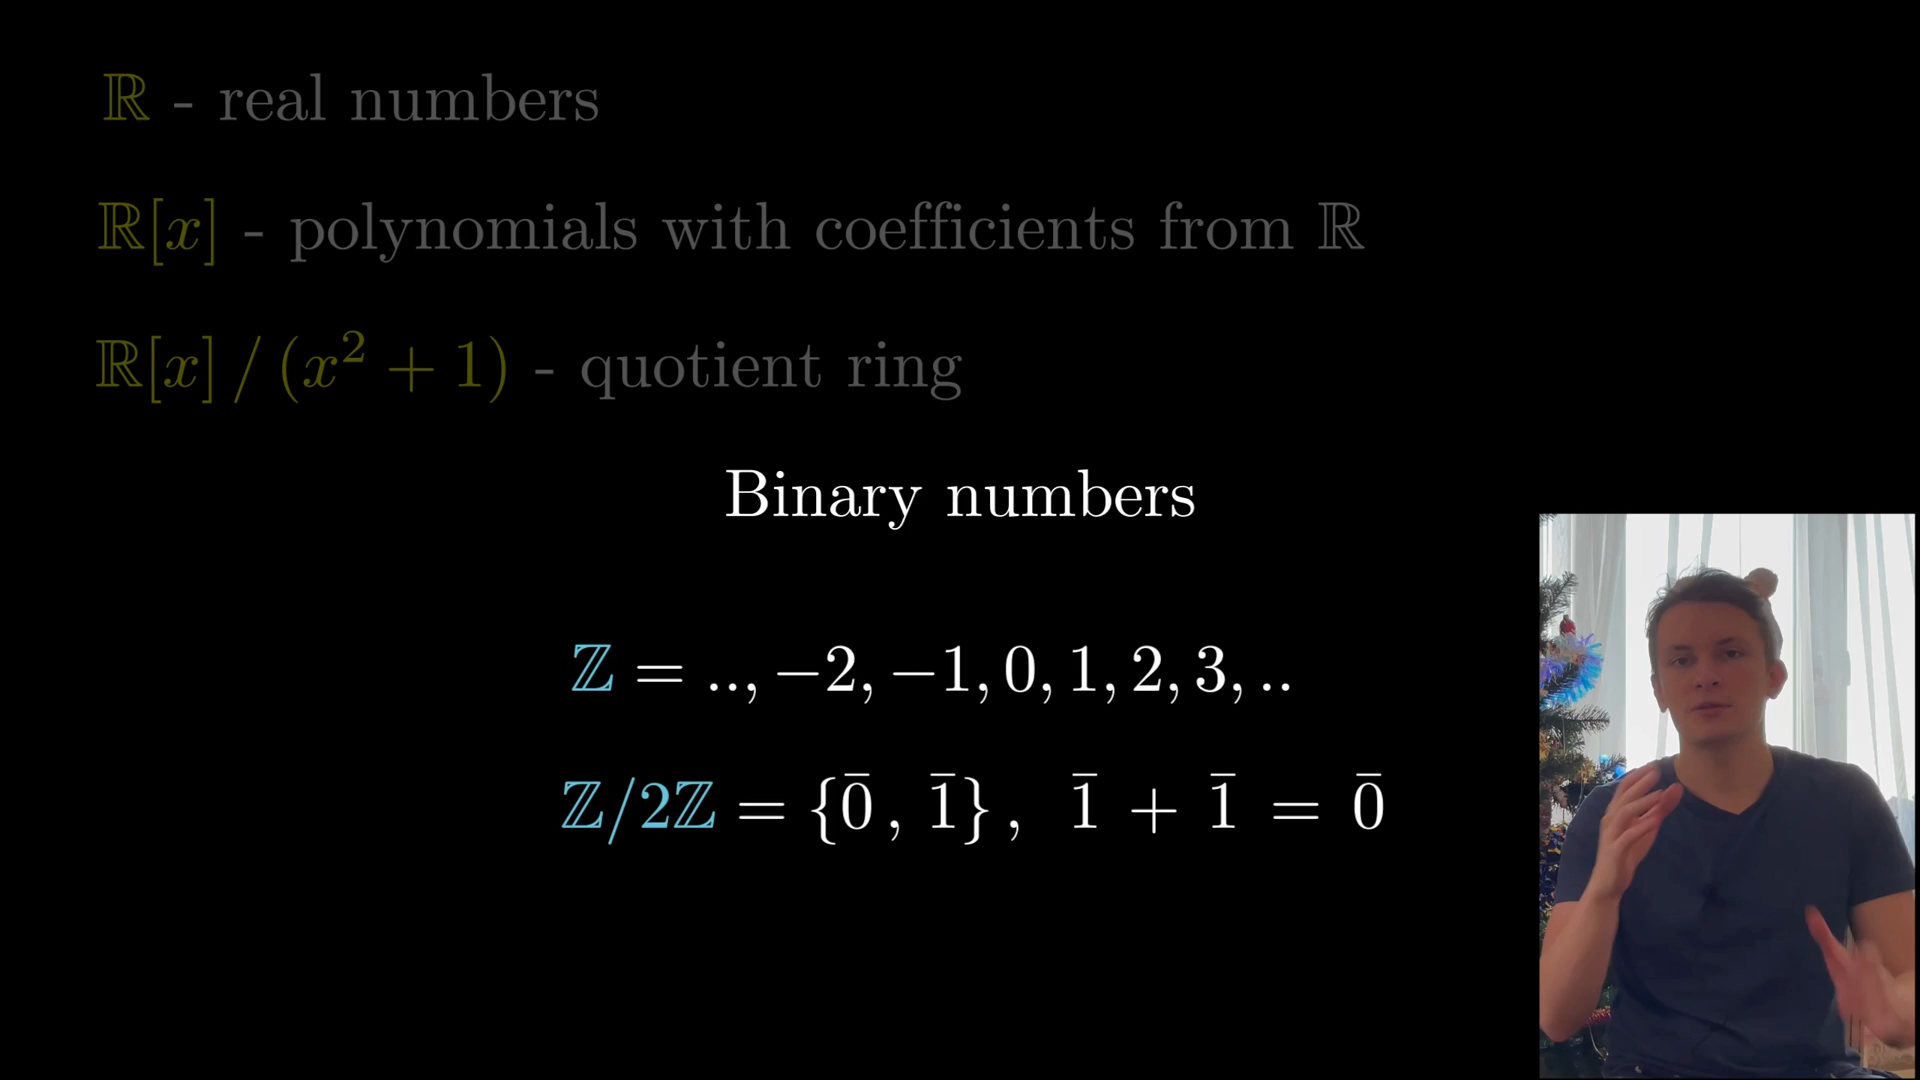 ℝ - real numbers
ℝ[x] - polynomials with coefficients from ℝ
ℝ[x] / (x² + 1) - quotient ring
Binary numbers
ℤ = .., −2, −1, 0, 1, 2, 3, ..
ℤ/2ℤ = {0̄ , 1̄} , 1̄ + 1̄ = 0̄